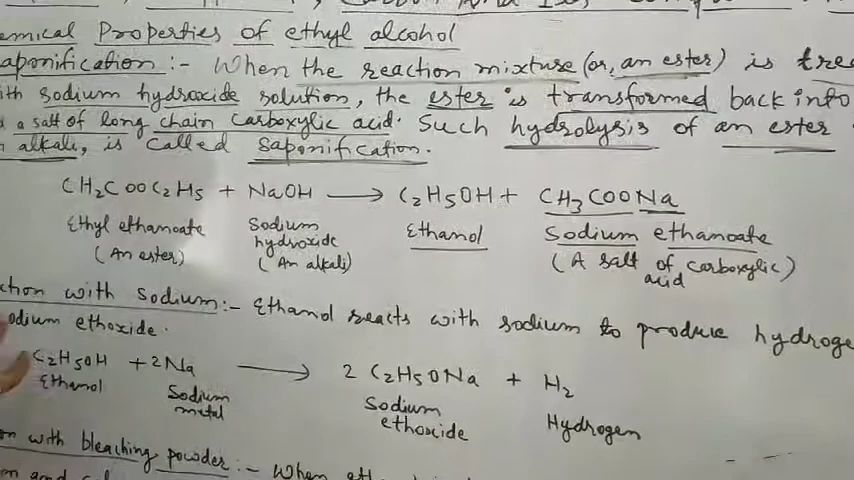 emical Properties of ethyl alcohol
aponification :- When the reaction mixture (or, an ester) is trea
ith sodium hydroxide solution, the ester is transformed back into
a salt of long chain carboxylic acid. Such hydrolysis of an ester
alkali, is called saponification.
CH2COOC2H5 + NaOH → C2H5OH + CH3COONa
Ethyl ethanoate Sodium hydroxide Ethanol Sodium ethanoate
(An ester) (An alkali) (A salt of carboxylic) acid
ction with Sodium :- Ethanol reacts with sodium to produce hydroge
odium ethoxide.
C2H5OH + 2Na → 2 C2H5ONa + H2
Ethanol Sodium metal Sodium ethoxide Hydrogen
on with bleaching powder :- When eth